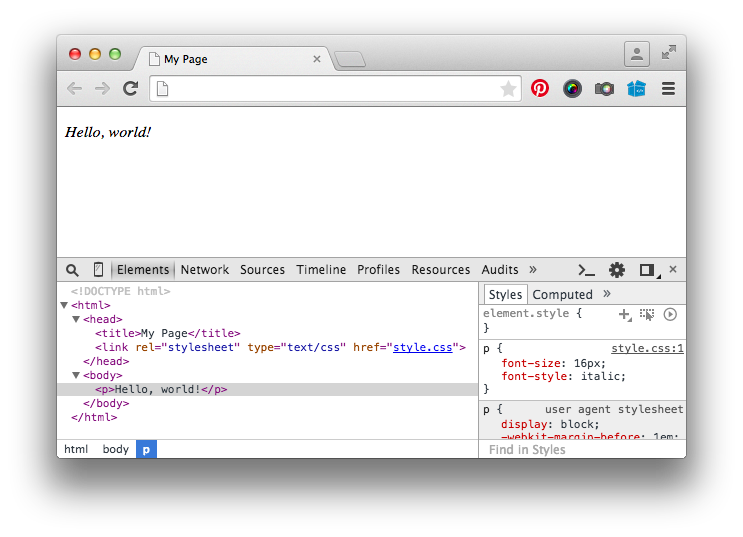 My Page
Hello, world!
Elements Network Sources Timeline Profiles Resources Audits »
<!DOCTYPE html>
<html>
<head>
<title>My Page</title>
<link rel="stylesheet" type="text/css" href="style.css">
</head>
<body>
<p>Hello, world!</p>
</body>
</html>
html body p
Styles Computed »
element.style {
}
p { style.css:1
font-size: 16px;
font-style: italic;
}
p { user agent stylesheet
display: block;
-webkit-margin-before: 1em;
Find in Styles